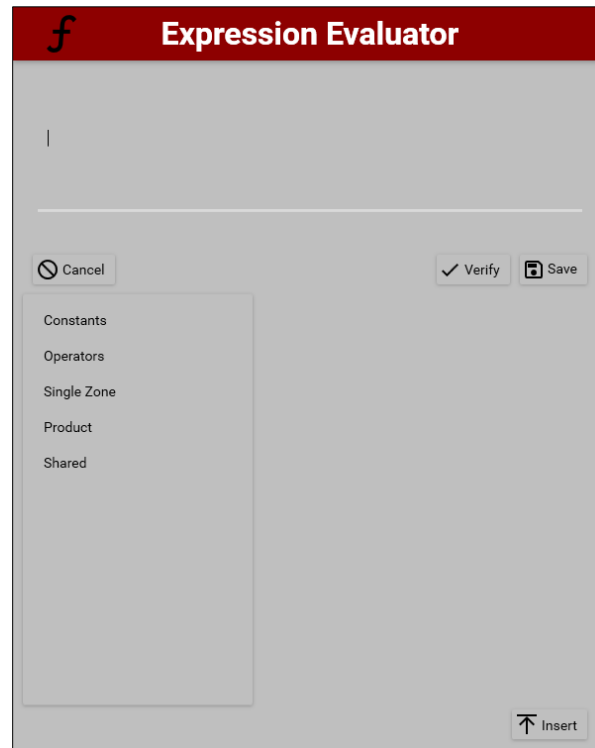 ƒ Expression Evaluator
Cancel
Verify
Save
Constants
Operators
Single Zone
Product
Shared
Insert